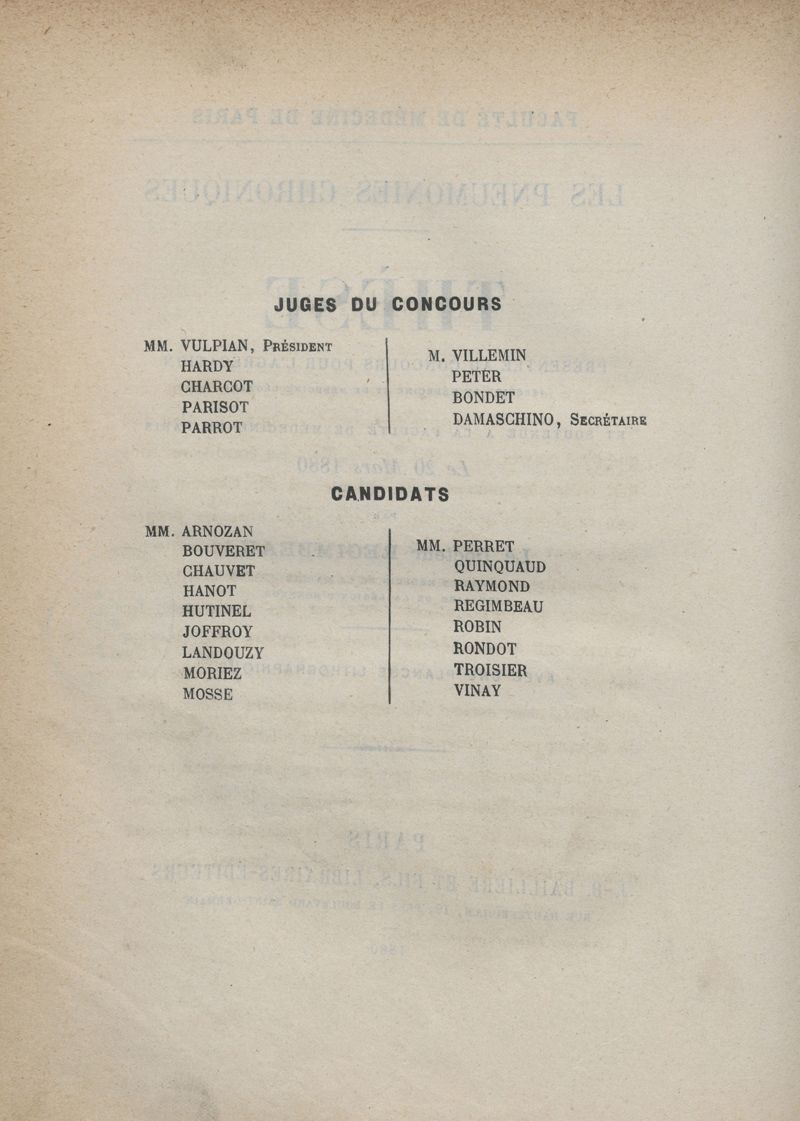 JUGES DU CONCOURS
MM. VULPIAN, PRÉSIDENT
HARDY
CHARCOT
PARISOT
PARROT
M. VILLEMIN
PETER
BONDET
DAMASCHINO, SECRÉTAIRE
CANDIDATS
MM. ARNOZAN
BOUVERET
CHAUVET
HANOT
HUTINEL
JOFFROY
LANDOUZY
MORIEZ
MOSSE
MM. PERRET
QUINQUAUD
RAYMOND
REGIMBEAU
ROBIN
RONDOT
TROISIER
VINAY